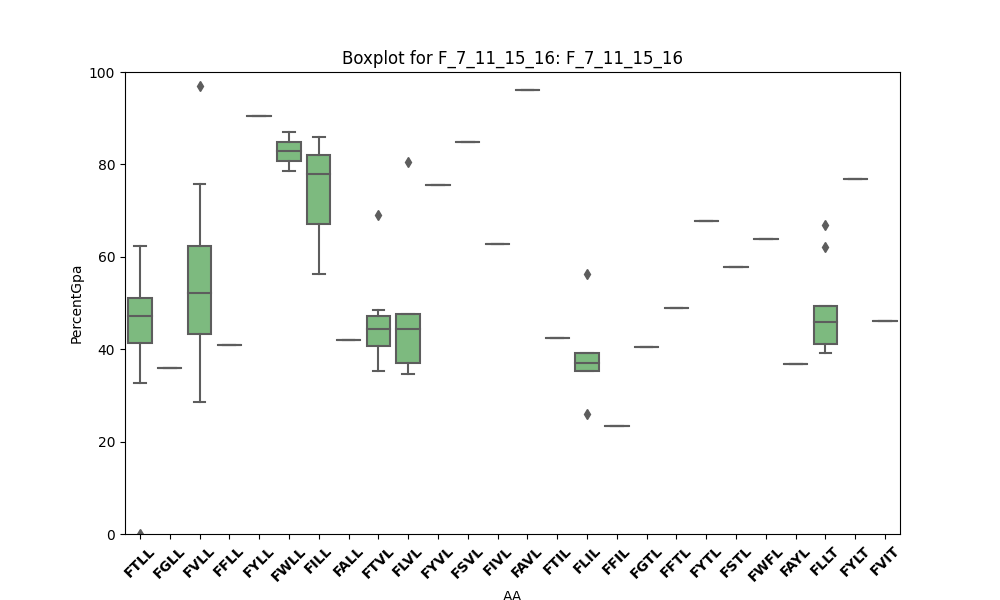 Boxplot for F_7_11_15_16: F_7_11_15_16
100
80
60
40
20
0
PercentGpa
FTLL FGLL FVLL FFLL FYLL FWLL FILL FALL FTVL FLVL FYVL FSVL FIVL FAVL FTIL FLIL FFIL FGTL FFTL FYTL FSTL FWFL FAYL FLLT FYLT FVIT
AA